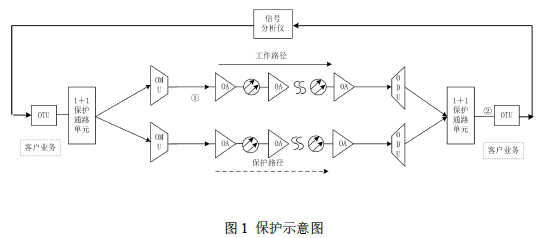 信号
分析仪
工作路径
1+1
保护
通路
单元
OTU
客户业务
OM
U
①
OA
OA
OA
O
D
U
1+1
保护
通路
单元
②
OTU
客户业务
OM
U
OA
OA
OA
O
D
U
保护路径
图1 保护示意图